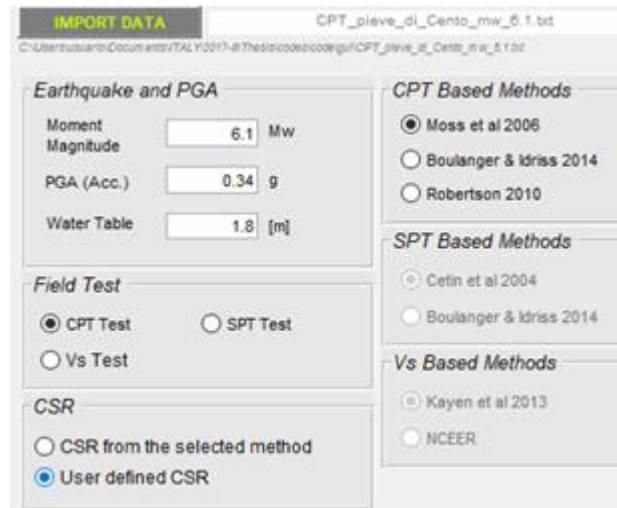 IMPORT DATA
CPT_pieve_di_Cento_mw_6.1.txt
Earthquake and PGA
Moment Magnitude
6.1 Mw
PGA (Acc.)
0.34 g
Water Table
1.8 [m]
Field Test
CPT Test
SPT Test
Vs Test
CSR
CSR from the selected method
User defined CSR
CPT Based Methods
Moss et al 2006
Boulanger & Idriss 2014
Robertson 2010
SPT Based Methods
Cetin et al 2004
Boulanger & Idriss 2014
Vs Based Methods
Kayen et al 2013
NCEER